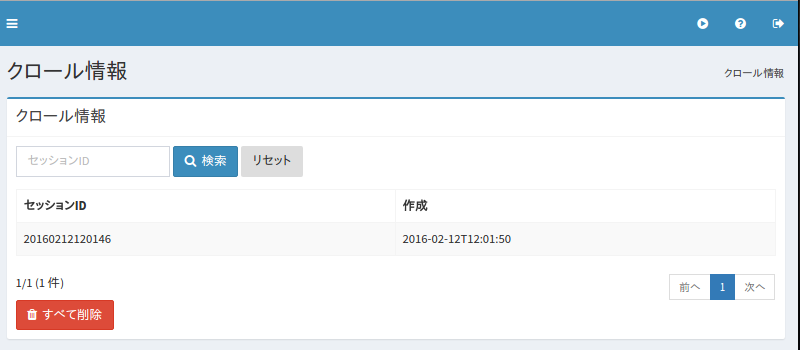 クロール情報
クロール情報
クロール情報
セッションID 検索 リセット
セッションID 作成
20160212120146 2016-02-12T12:01:50
1/1 (1 件) 前へ 1 次へ
すべて削除